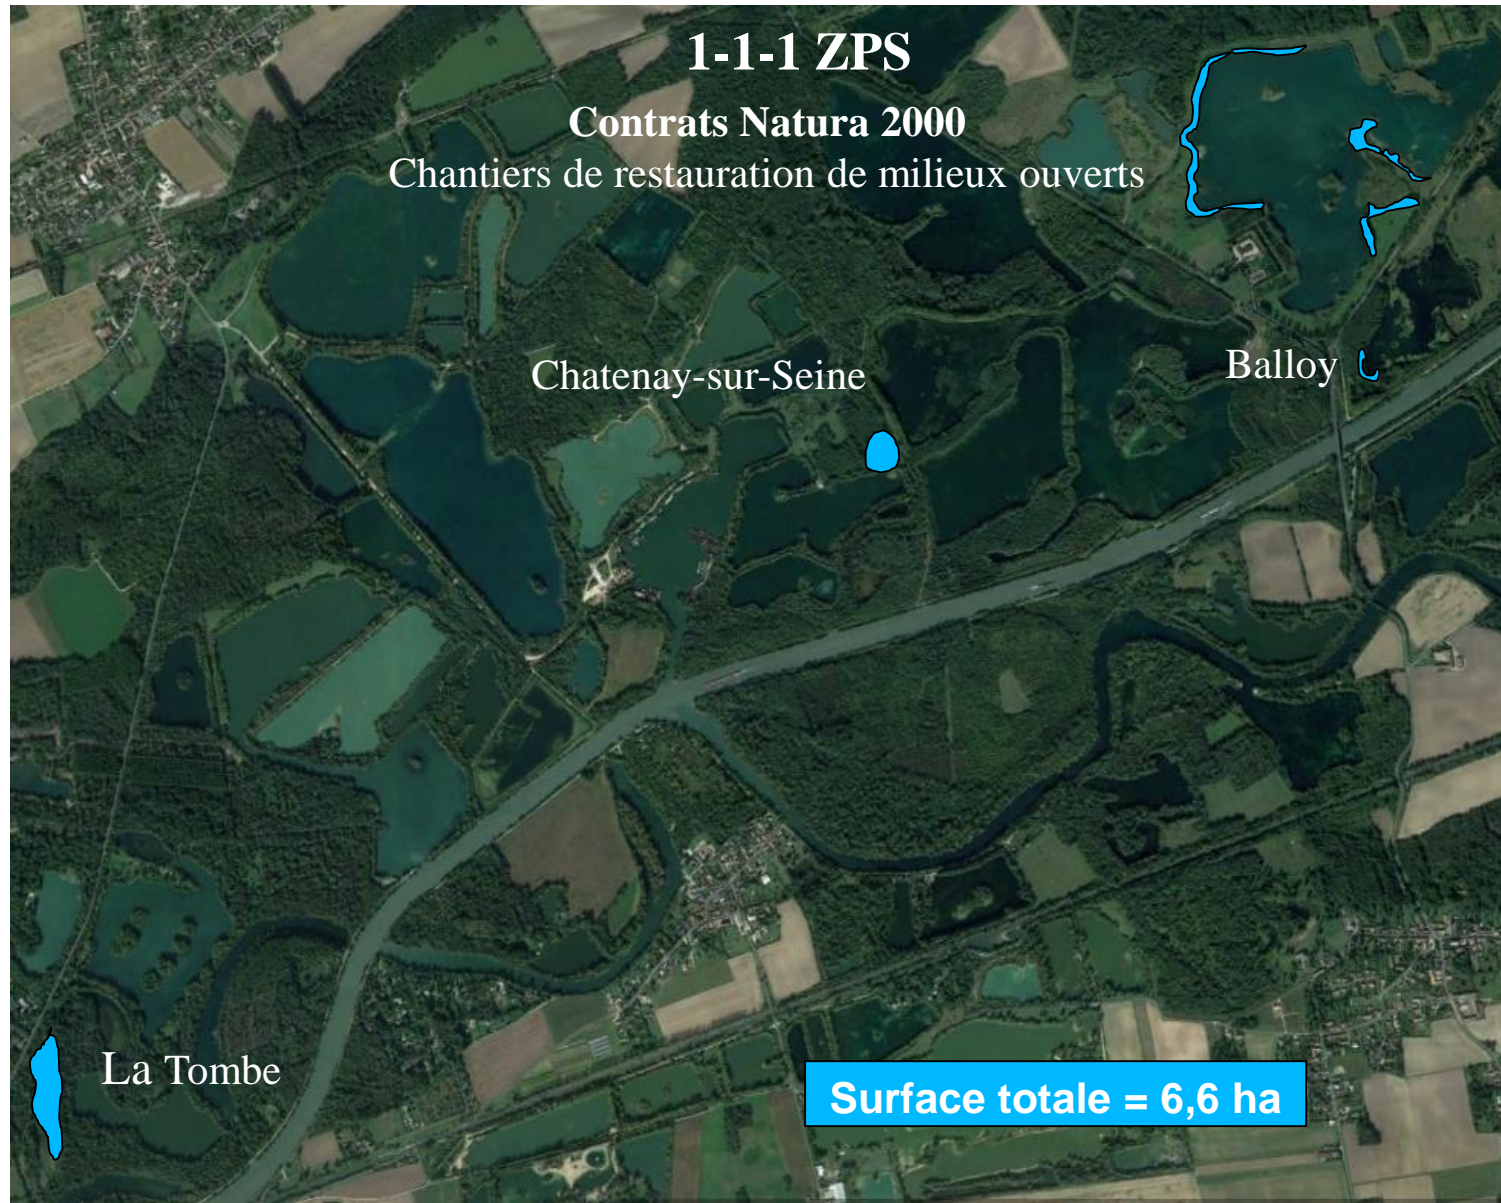 1-1-1 ZPS
Contrats Natura 2000
Chantiers de restauration de milieux ouverts
Chatenay-sur-Seine
Balloy
La Tombe
Surface totale = 6,6 ha